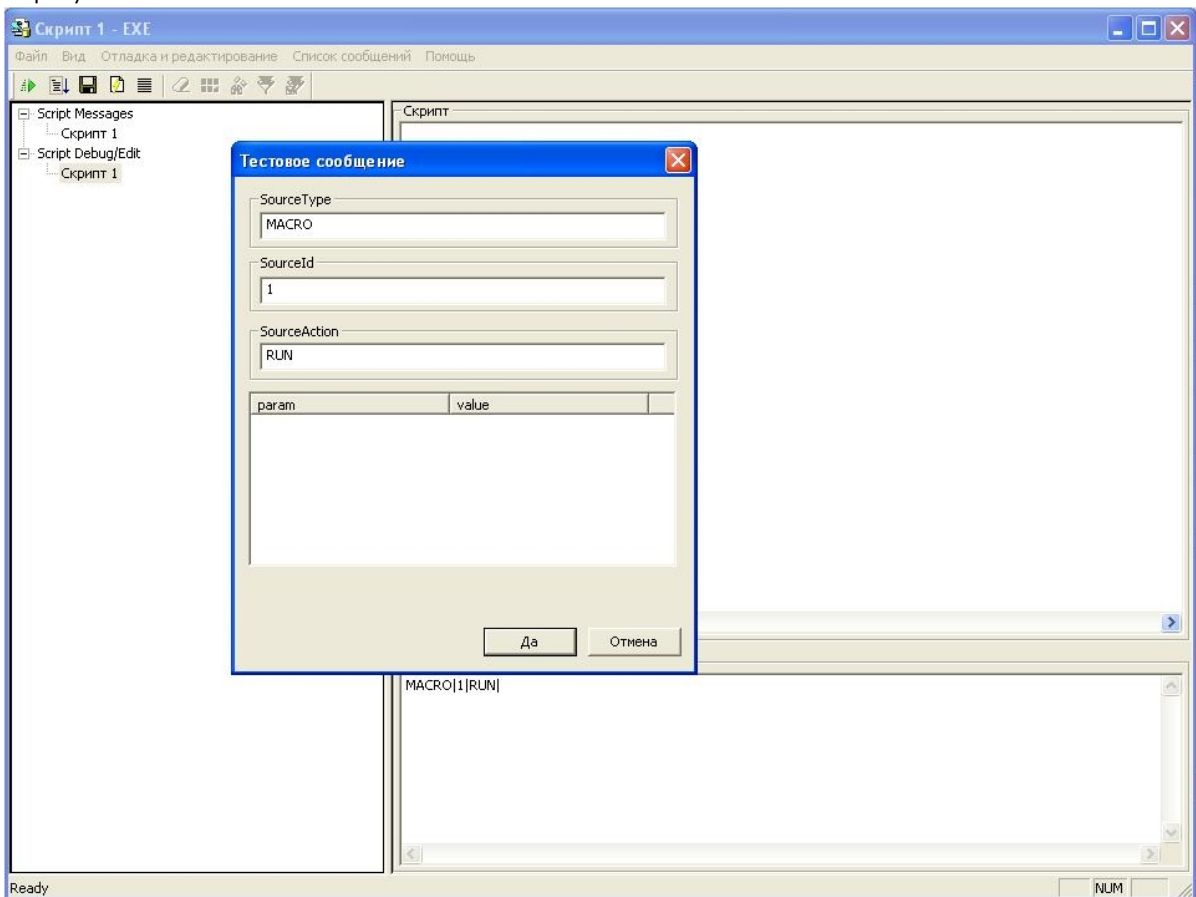 Скрипт 1 - EXE
Файл Вид Отладка и редактирование Список сообщений Помощь
Script Messages
Скрипт 1
Script Debug/Edit
Скрипт 1
Скрипт
Тестовое сообщение
SourceType
MACRO
SourceId
1
SourceAction
RUN
param value
Да Отмена
MACRO|1|RUN|
Ready NUM